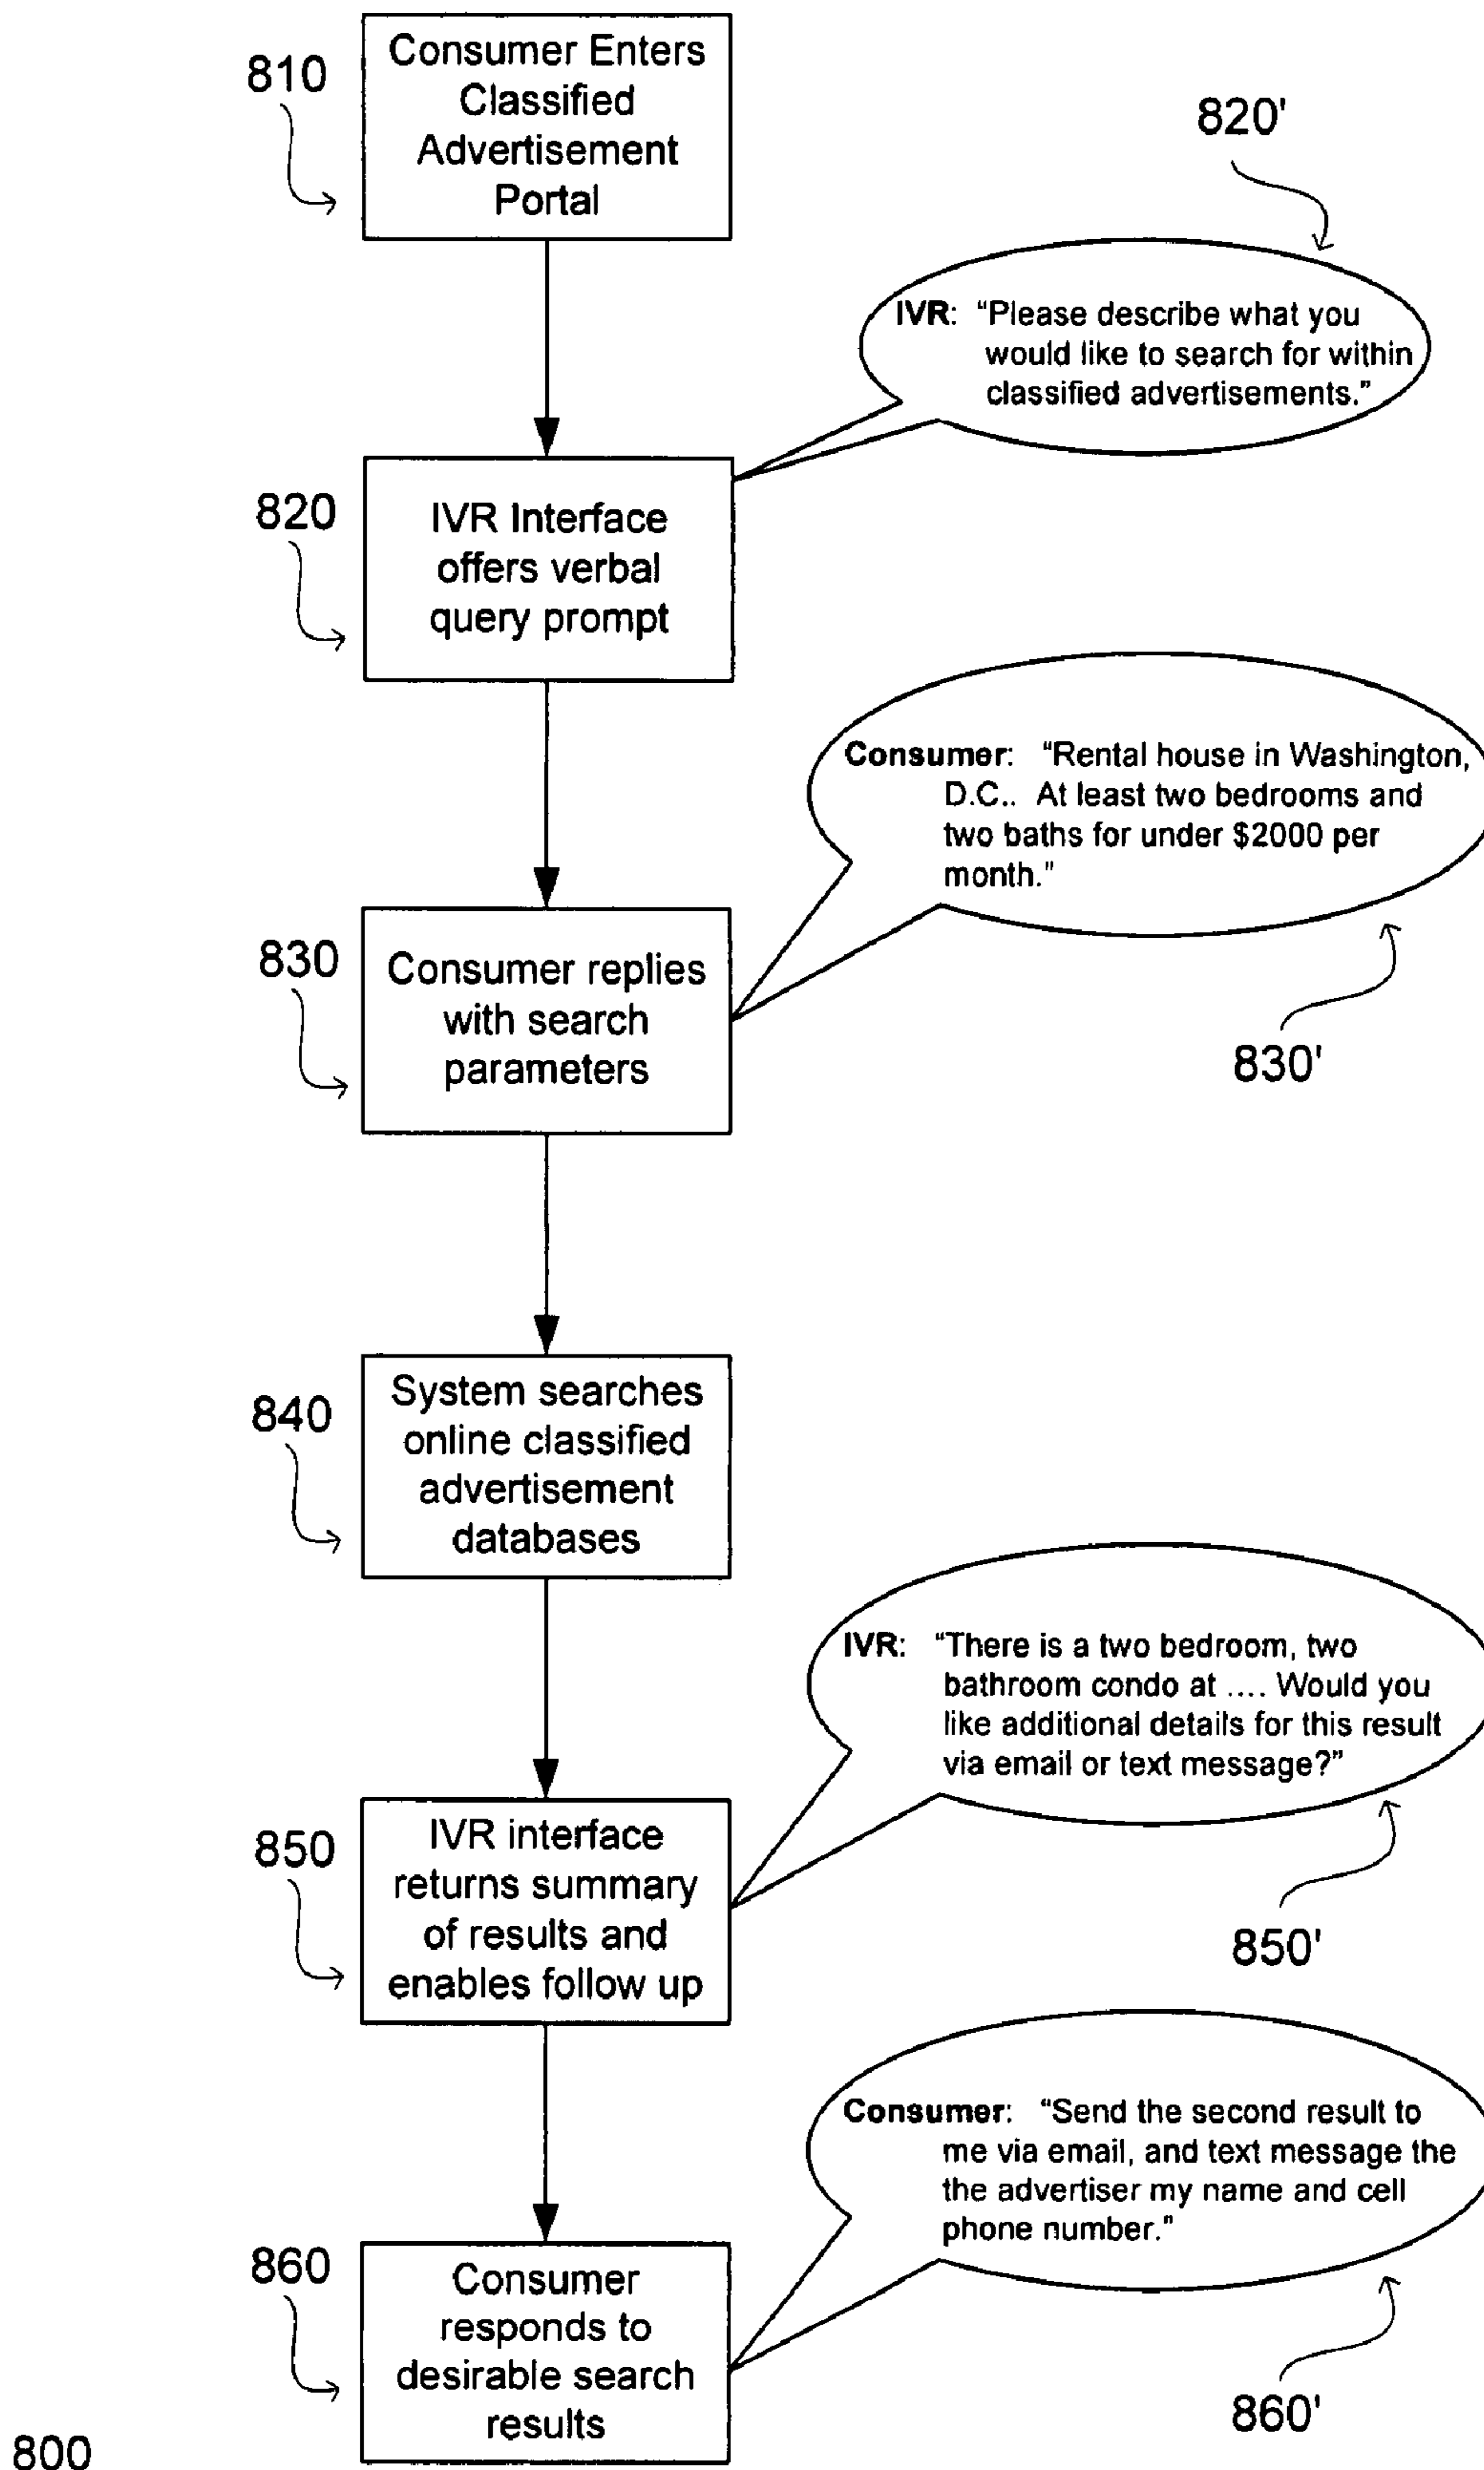 810
Consumer Enters
Classified
Advertisement
Portal
820'
IVR: "Please describe what you
would like to search for within
classified advertisements."
820
IVR Interface
offers verbal
query prompt
Consumer: "Rental house in Washington,
D.C.. At least two bedrooms and
two baths for under $2000 per
month."
830
Consumer replies
with search
parameters
830'
840
System searches
online classified
advertisement
databases
IVR: "There is a two bedroom, two
bathroom condo at .... Would you
like additional details for this result
via email or text message?"
850
IVR interface
returns summary
of results and
enables follow up
850'
Consumer: "Send the second result to
me via email, and text message the
the advertiser my name and cell
phone number."
860
Consumer
responds to
desirable search
results
860'
800